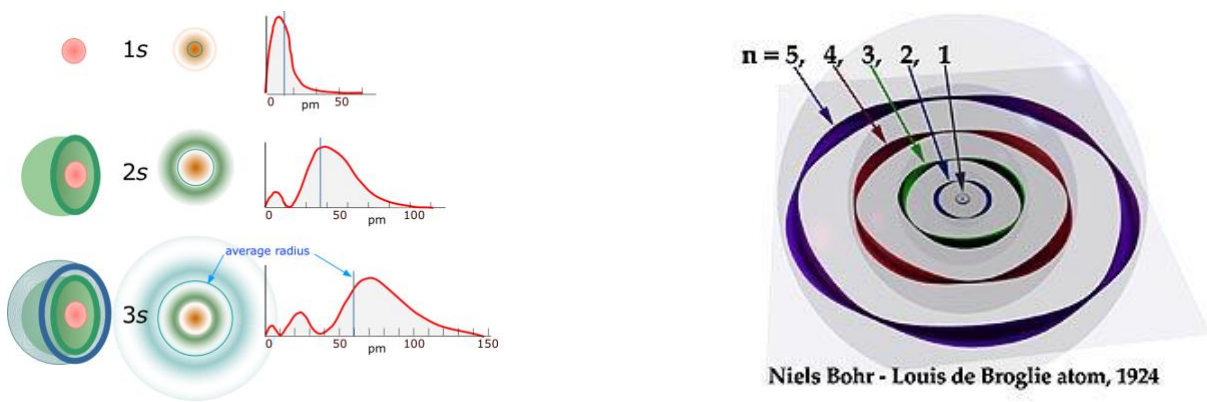 1s
0 50
pm
2s
0 50 100
pm
average radius
3s
0 50 100 150
pm
n = 5, 4, 3, 2, 1
Niels Bohr - Louis de Broglie atom, 1924